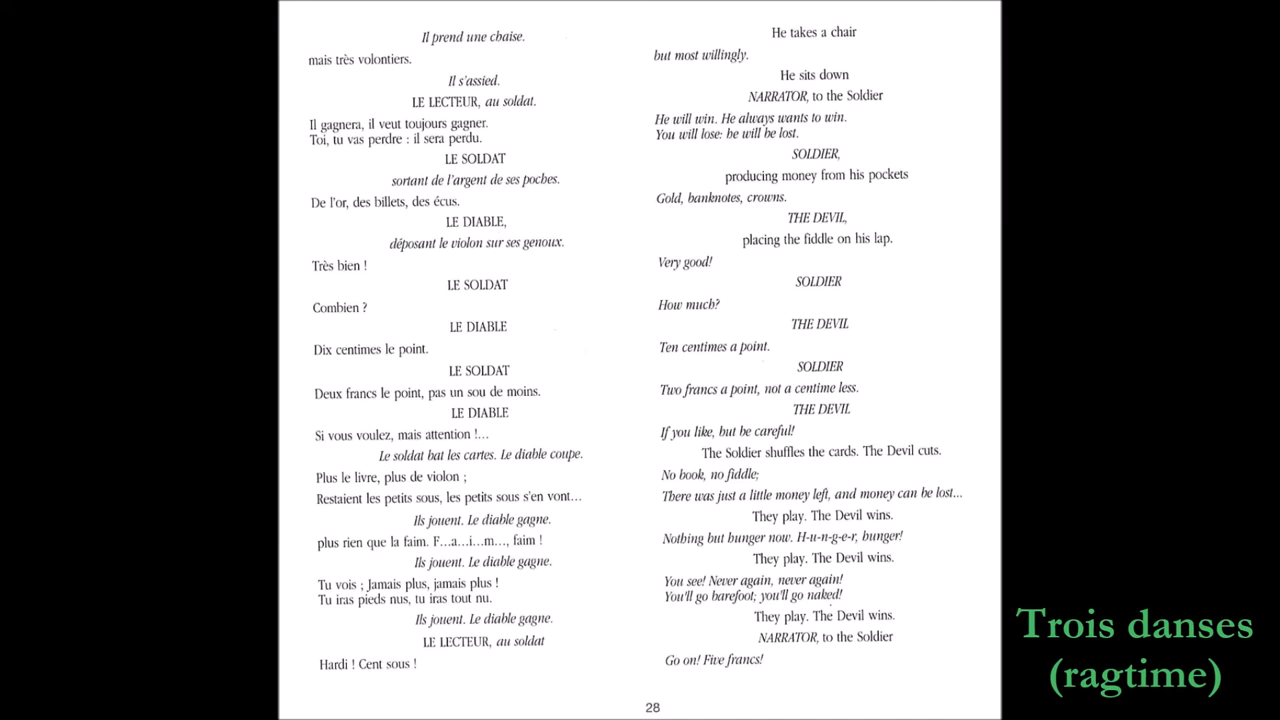 Il prend une chaise.
mais très volontiers.
Il s'assied.
LE LECTEUR, au soldat.
Il gagnera, il veut toujours gagner.
Toi, tu vas perdre : il sera perdu.
LE SOLDAT
sortant de l'argent de ses poches.
De l'or, des billets, des écus.
LE DIABLE,
déposant le violon sur ses genoux.
Très bien !
LE SOLDAT
Combien ?
LE DIABLE
Dix centimes le point.
LE SOLDAT
Deux francs le point, pas un sou de moins.
LE DIABLE
Si vous voulez, mais attention !...
Le soldat bat les cartes. Le diable coupe.
Plus le livre, plus de violon ;
Restaient les petits sous, les petits sous s'en vont...
Ils jouent. Le diable gagne.
plus rien que la faim. F...a...i...m..., faim !
Ils jouent. Le diable gagne.
Tu vois ; Jamais plus, jamais plus !
Tu iras pieds nus, tu iras tout nu.
Ils jouent. Le diable gagne.
LE LECTEUR, au soldat
Hardi ! Cent sous !
He takes a chair
but most willingly.
He sits down
NARRATOR, to the Soldier
He will win. He always wants to win.
You will lose: he will be lost.
SOLDIER,
producing money from his pockets
Gold, banknotes, crowns.
THE DEVIL,
placing the fiddle on his lap.
Very good!
SOLDIER
How much?
THE DEVIL
Ten centimes a point.
SOLDIER
Two francs a point, not a centime less.
THE DEVIL
If you like, but be careful!
The Soldier shuffles the cards. The Devil cuts.
No book, no fiddle;
There was just a little money left, and money can be lost...
They play. The Devil wins.
Nothing but hunger now. H-u-n-g-e-r, hunger!
They play. The Devil wins.
You see! Never again, never again!
You'll go barefoot; you'll go naked!
They play. The Devil wins.
NARRATOR, to the Soldier
Go on! Five francs!
28
Trois danses
(ragtime)